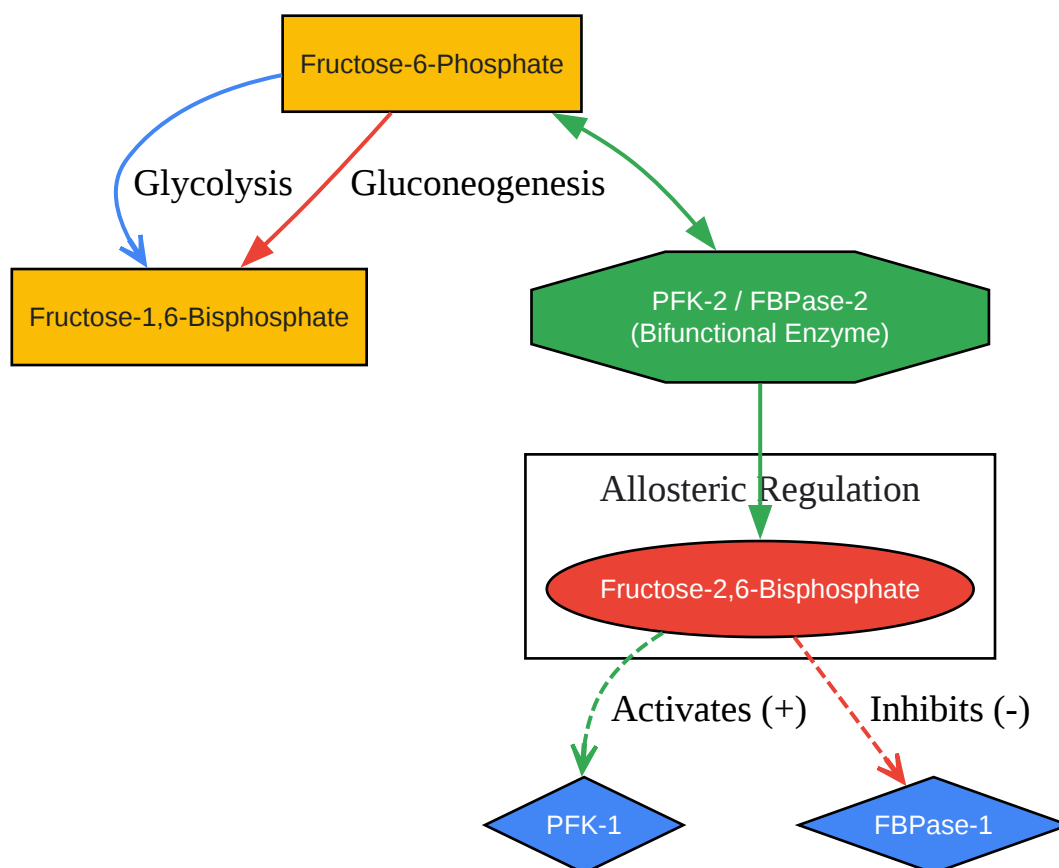 Fructose-6-Phosphate
Glycolysis
Gluconeogenesis
Fructose-1,6-Bisphosphate
PFK-2 / FBPase-2
(Bifunctional Enzyme)
Allosteric Regulation
Fructose-2,6-Bisphosphate
Activates (+)
Inhibits (-)
PFK-1
FBPase-1